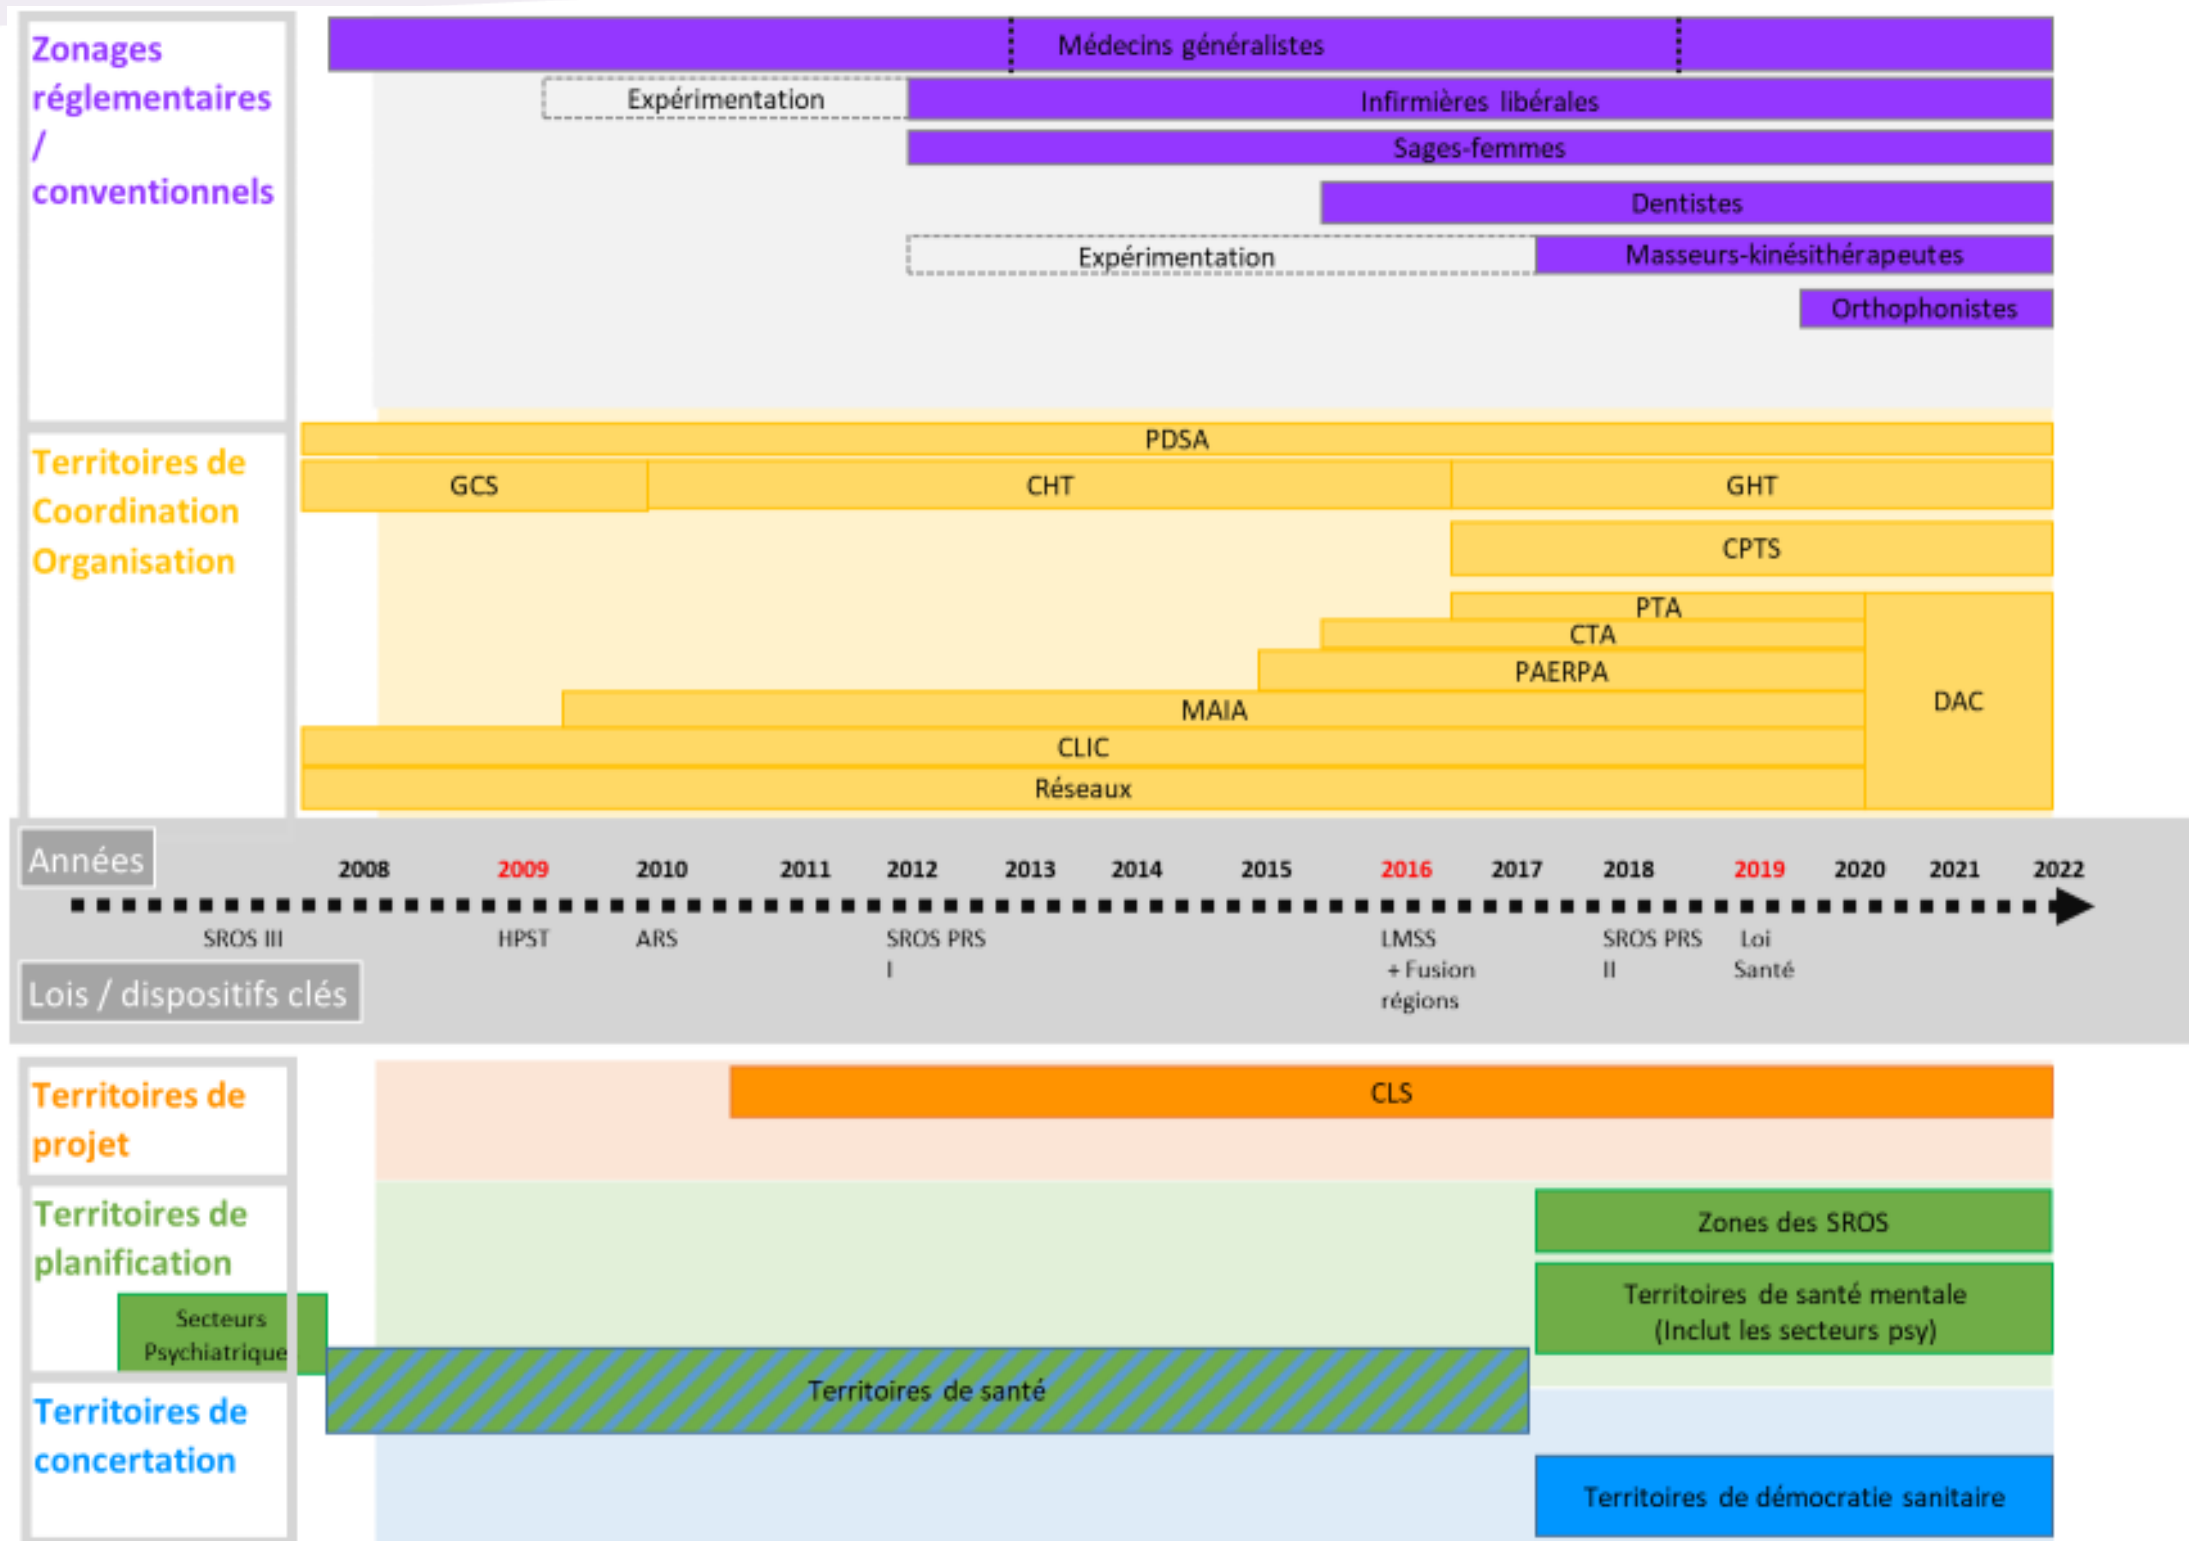 Zonages
réglementaires
/
conventionnels
Médecins généralistes
Expérimentation
Infirmières libérales
Sages-femmes
Dentistes
Expérimentation
Masseurs-kinésithérapeutes
Orthophonistes
Territoires de
Coordination
Organisation
PDSA
GCS
CHT
GHT
CPTS
PTA
CTA
PAERPA
MAIA
DAC
CLIC
Réseaux
Années
2008 2009 2010 2011 2012 2013 2014 2015 2016 2017 2018 2019 2020 2021 2022
SROS III
HPST
ARS
SROS PRS
I
LMSS
+ Fusion
régions
SROS PRS
II
Loi
Santé
Lois / dispositifs clés
Territoires de
projet
CLS
Territoires de
planification
Zones des SROS
Territoires de santé mentale
(Inclut les secteurs psy)
Secteurs
Psychiatrique
Territoires de santé
Territoires de
concertation
Territoires de démocratie sanitaire